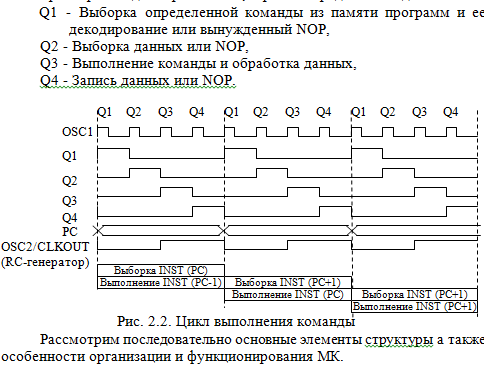 Q1 - Выборка определенной команды из памяти программ и ее
декодирование или вынужденный NOP,
Q2 - Выборка данных или NOP,
Q3 - Выполнение команды и обработка данных,
Q4 - Запись данных или NOP.
Q1 Q2 Q3 Q4 Q1 Q2 Q3 Q4 Q1 Q2 Q3 Q4
OSC1
Q1
Q2
Q3
Q4
PC
OSC2/CLKOUT
(RC-генератор)
Выборка INST (PC)
Выполнение INST (PC-1) Выборка INST (PC+1)
Выполнение INST (PC) Выборка INST (PC+1)
Выполнение INST (PC+1)
Рис. 2.2. Цикл выполнения команды
Рассмотрим последовательно основные элементы структуры а также
особенности организации и функционирования МК.